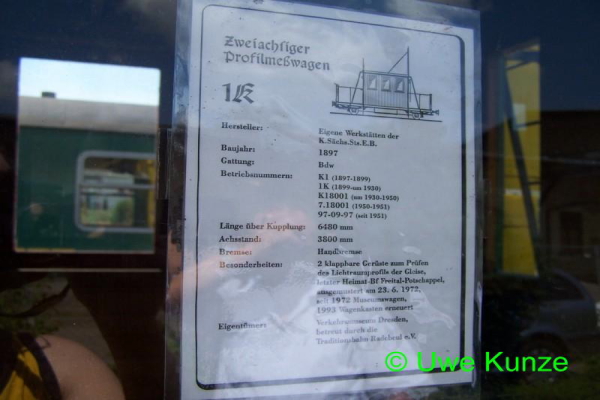 Zweiachsiger
Profilmeßwagen
1K
Hersteller: Eigene Werkstätten der
K.Sächs.Sts.E.B.
Baujahr: 1897
Gattung: Bdw
Betriebsnummern: K1 (1897-1899)
1K (1899-um 1930)
K18001 (um 1930-1950)
7.18001 (1950-1951)
97-09-97 (seit 1951)
Länge über Kupplung: 6480 mm
Achsstand: 3800 mm
Bremse: Handbremse
Besonderheiten: 2 klappbare Gerüste zum Prüfen
des Lichtraumprofils der Gleise,
letzter Heimat-Bf Freital-Potschappel,
ausgemustert am 23.6.1972,
seit 1972 Museumswagen,
1993 Wagenkasten erneuert
Eigentümer: Verkehrsmuseum Dresden,
betreut durch die
Traditionsbahn Radebeul e.V.
© Uwe Kunze